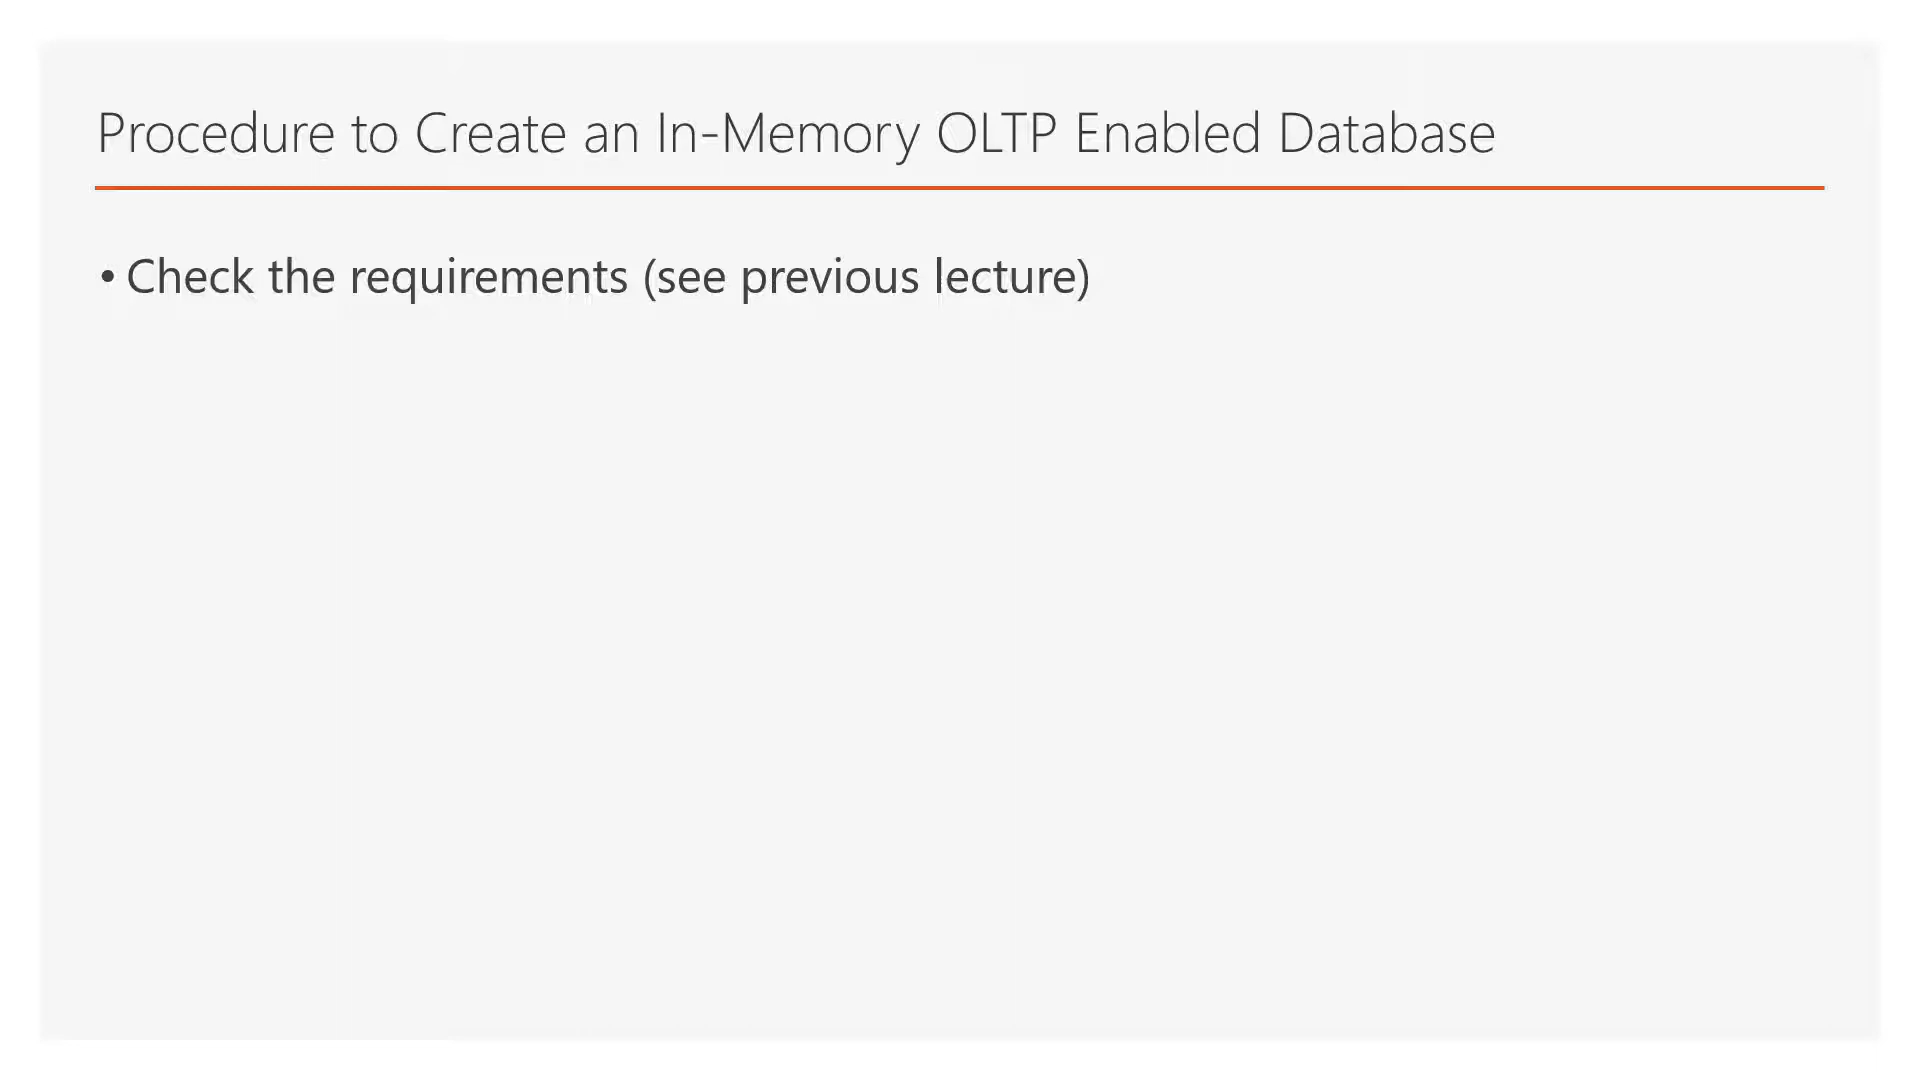 Procedure to Create an In-Memory OLTP Enabled Database
• Check the requirements (see previous lecture)